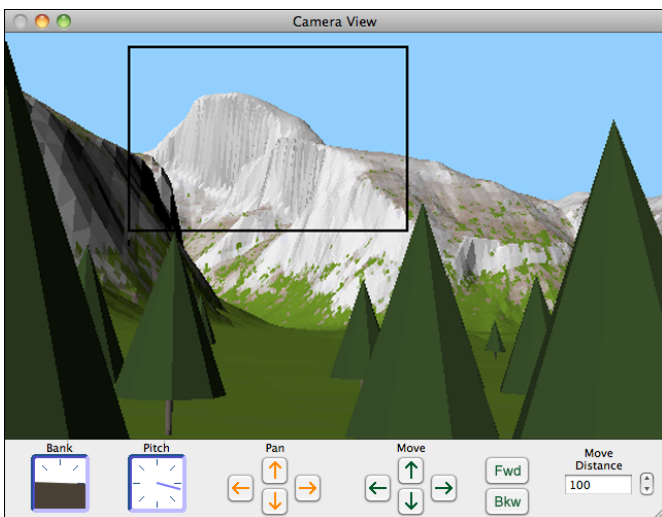 Camera View
Bank
Pitch
Pan
Move
Fwd
Bkw
Move
Distance
100